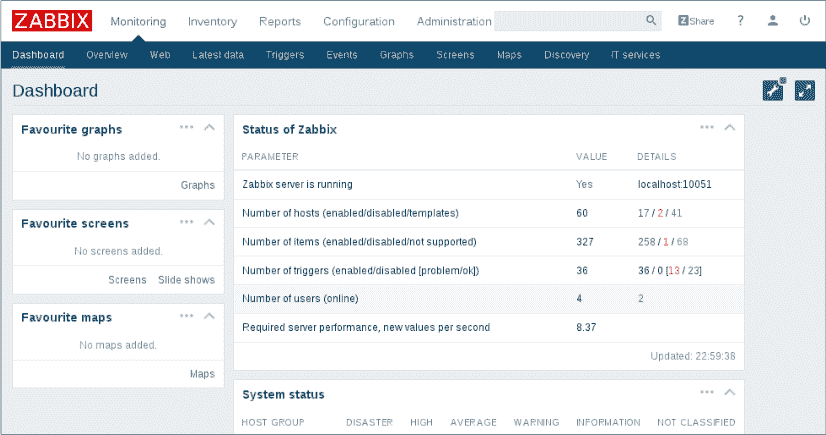 ZABBIX Monitoring Inventory Reports Configuration Administration Z Share ?
Dashboard Overview Web Latest data Triggers Events Graphs Screens Maps Discovery IT services
Dashboard
Favourite graphs
No graphs added.
Graphs
Favourite screens
No screens added.
Screens Slide shows
Favourite maps
No maps added.
Maps
Status of Zabbix
PARAMETER VALUE DETAILS
Zabbix server is running Yes localhost:10051
Number of hosts (enabled/disabled/templates) 60 17 / 2 / 41
Number of items (enabled/disabled/not supported) 327 258 / 1 / 68
Number of triggers (enabled/disabled [problem/ok]) 36 36 / 0 [13 / 23]
Number of users (online) 4 2
Required server performance, new values per second 8.37
Updated: 22:59:38
System status
HOST GROUP DISASTER HIGH AVERAGE WARNING INFORMATION NOT CLASSIFIED